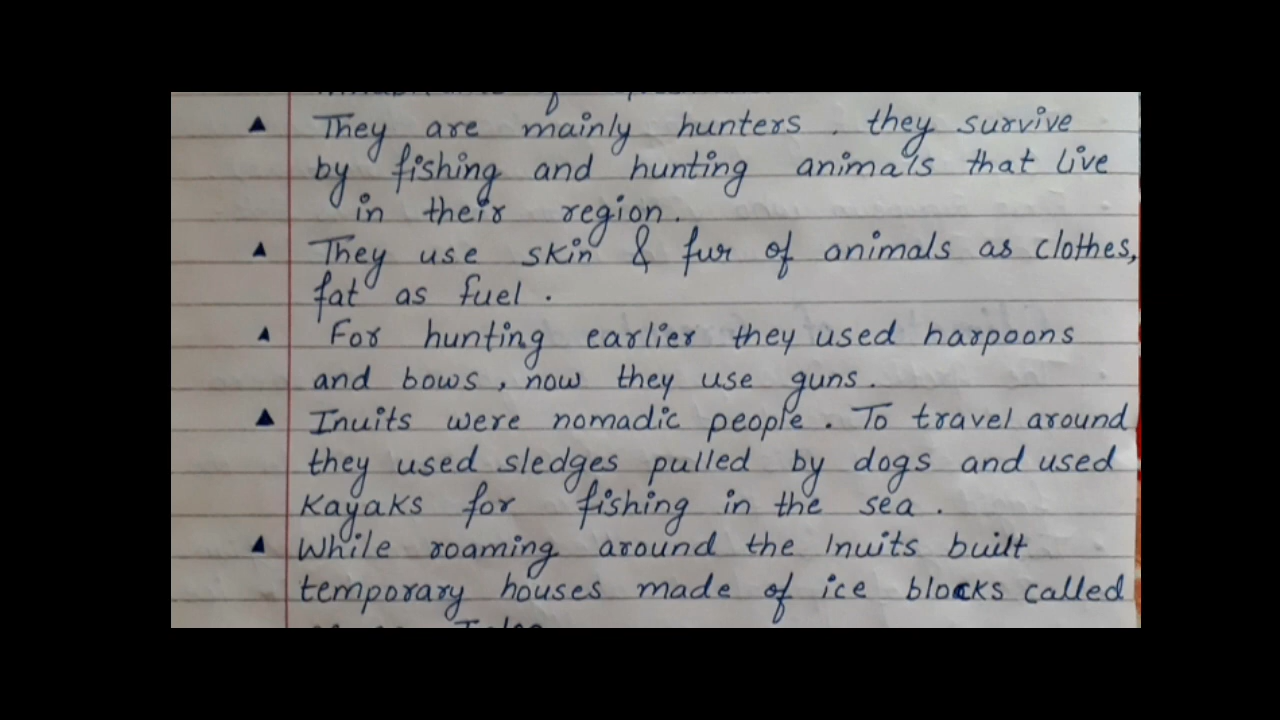 ▲ They are mainly hunters . they survive
by fishing and hunting animals that live
in their region.
▲ They use skin & fur of animals as clothes,
fat as fuel .
▲ For hunting earlier they used harpoons
and bows , now they use guns .
▲ Inuits were nomadic people . To travel around
they used sledges pulled by dogs and used
Kayaks for fishing in the sea .
▲ While roaming around the Inuits built
temporary houses made of ice blocks called